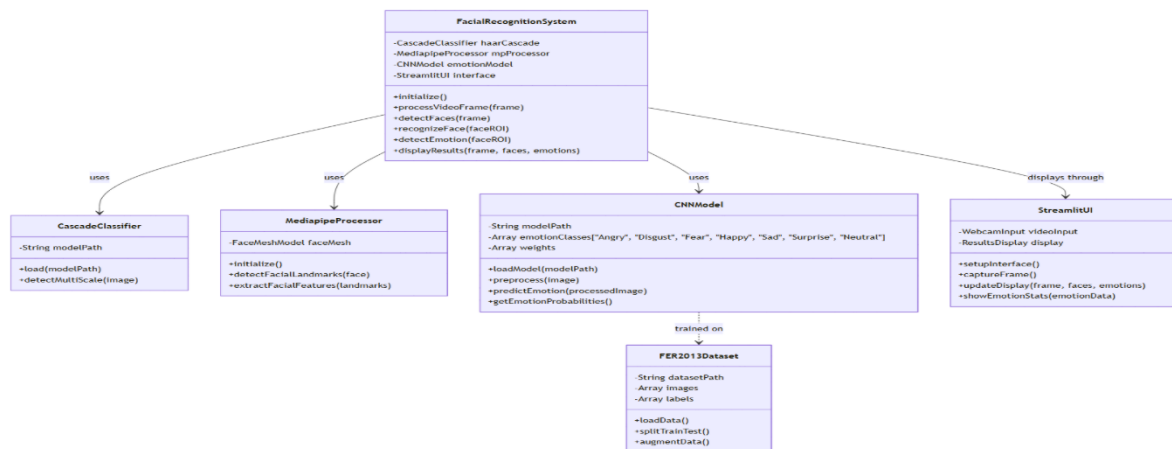 FacialRecognitionSystem
-CascadeClassifier haarCascade
-MediapipeProcessor mpProcessor
-CNNModel emotionModel
-StreamlitUI interface
+initialize()
+processVideoFrame(frame)
+detectFaces(frame)
+recognizeFace(faceROI)
+detectEmotion(faceROI)
+displayResults(frame, faces, emotions)
uses
uses
uses
displays through
CascadeClassifier
-String modelPath
+load(modelPath)
+detectMultiScale(image)
MediapipeProcessor
-FaceMeshModel faceMesh
+initialize()
+detectFacialLandmarks(face)
+extractFacialFeatures(landmarks)
CNNModel
-String modelPath
-Array emotionClasses["Angry", "Disgust", "Fear", "Happy", "Sad", "Surprise", "Neutral"]
-Array weights
+loadModel(modelPath)
+preprocess(image)
+predictEmotion(processedImage)
+getEmotionProbabilities()
StreamlitUI
-WebcamInput videoInput
-ResultsDisplay display
+setupInterface()
+captureFrame()
+updateDisplay(frame, faces, emotions)
+showEmotionStats(emotionData)
trained on
FER2013Dataset
-String datasetPath
-Array images
-Array labels
+loadData()
+splitTrainTest()
+augmentData()